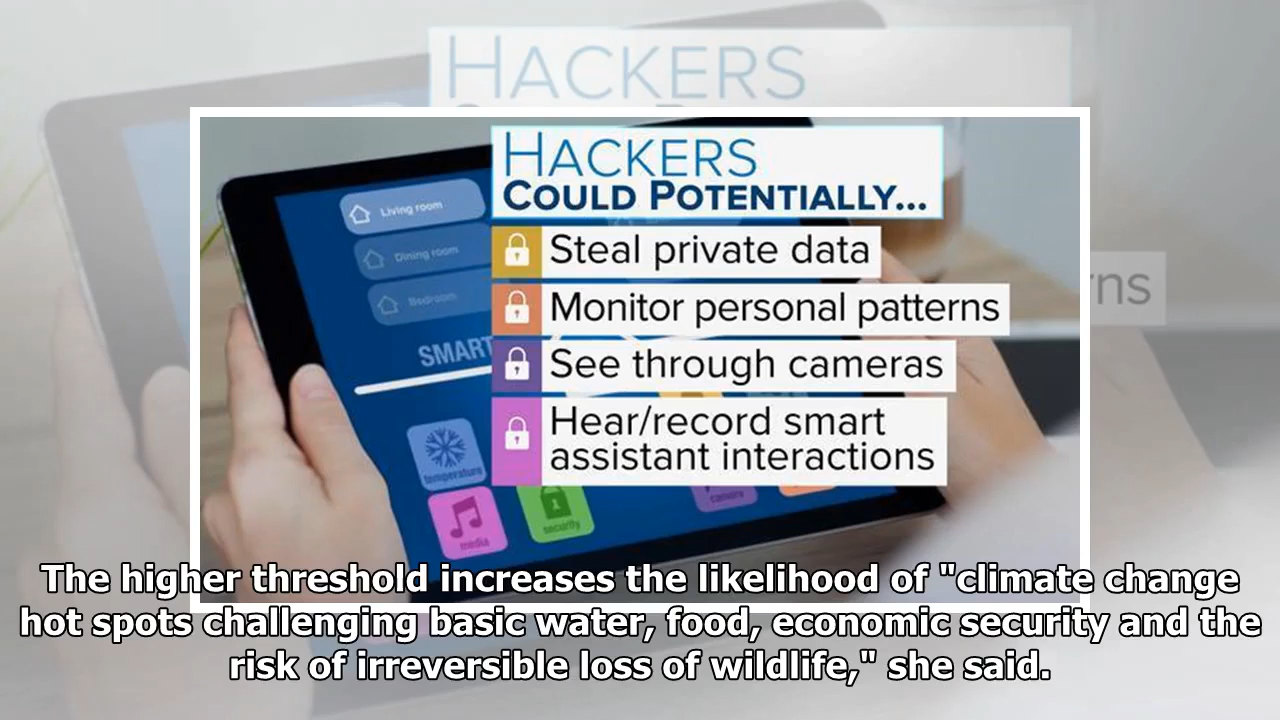 HACKERS
HACKERS
COULD POTENTIALLY...
Living room
Dining room
Steal private data
Bedroom
Monitor personal patterns
rns
SMART
See through cameras
Hear/record smart
assistant interactions
temperature
media
security
camera
The higher threshold increases the likelihood of "climate change
hot spots challenging basic water, food, economic security and the
risk of irreversible loss of wildlife," she said.